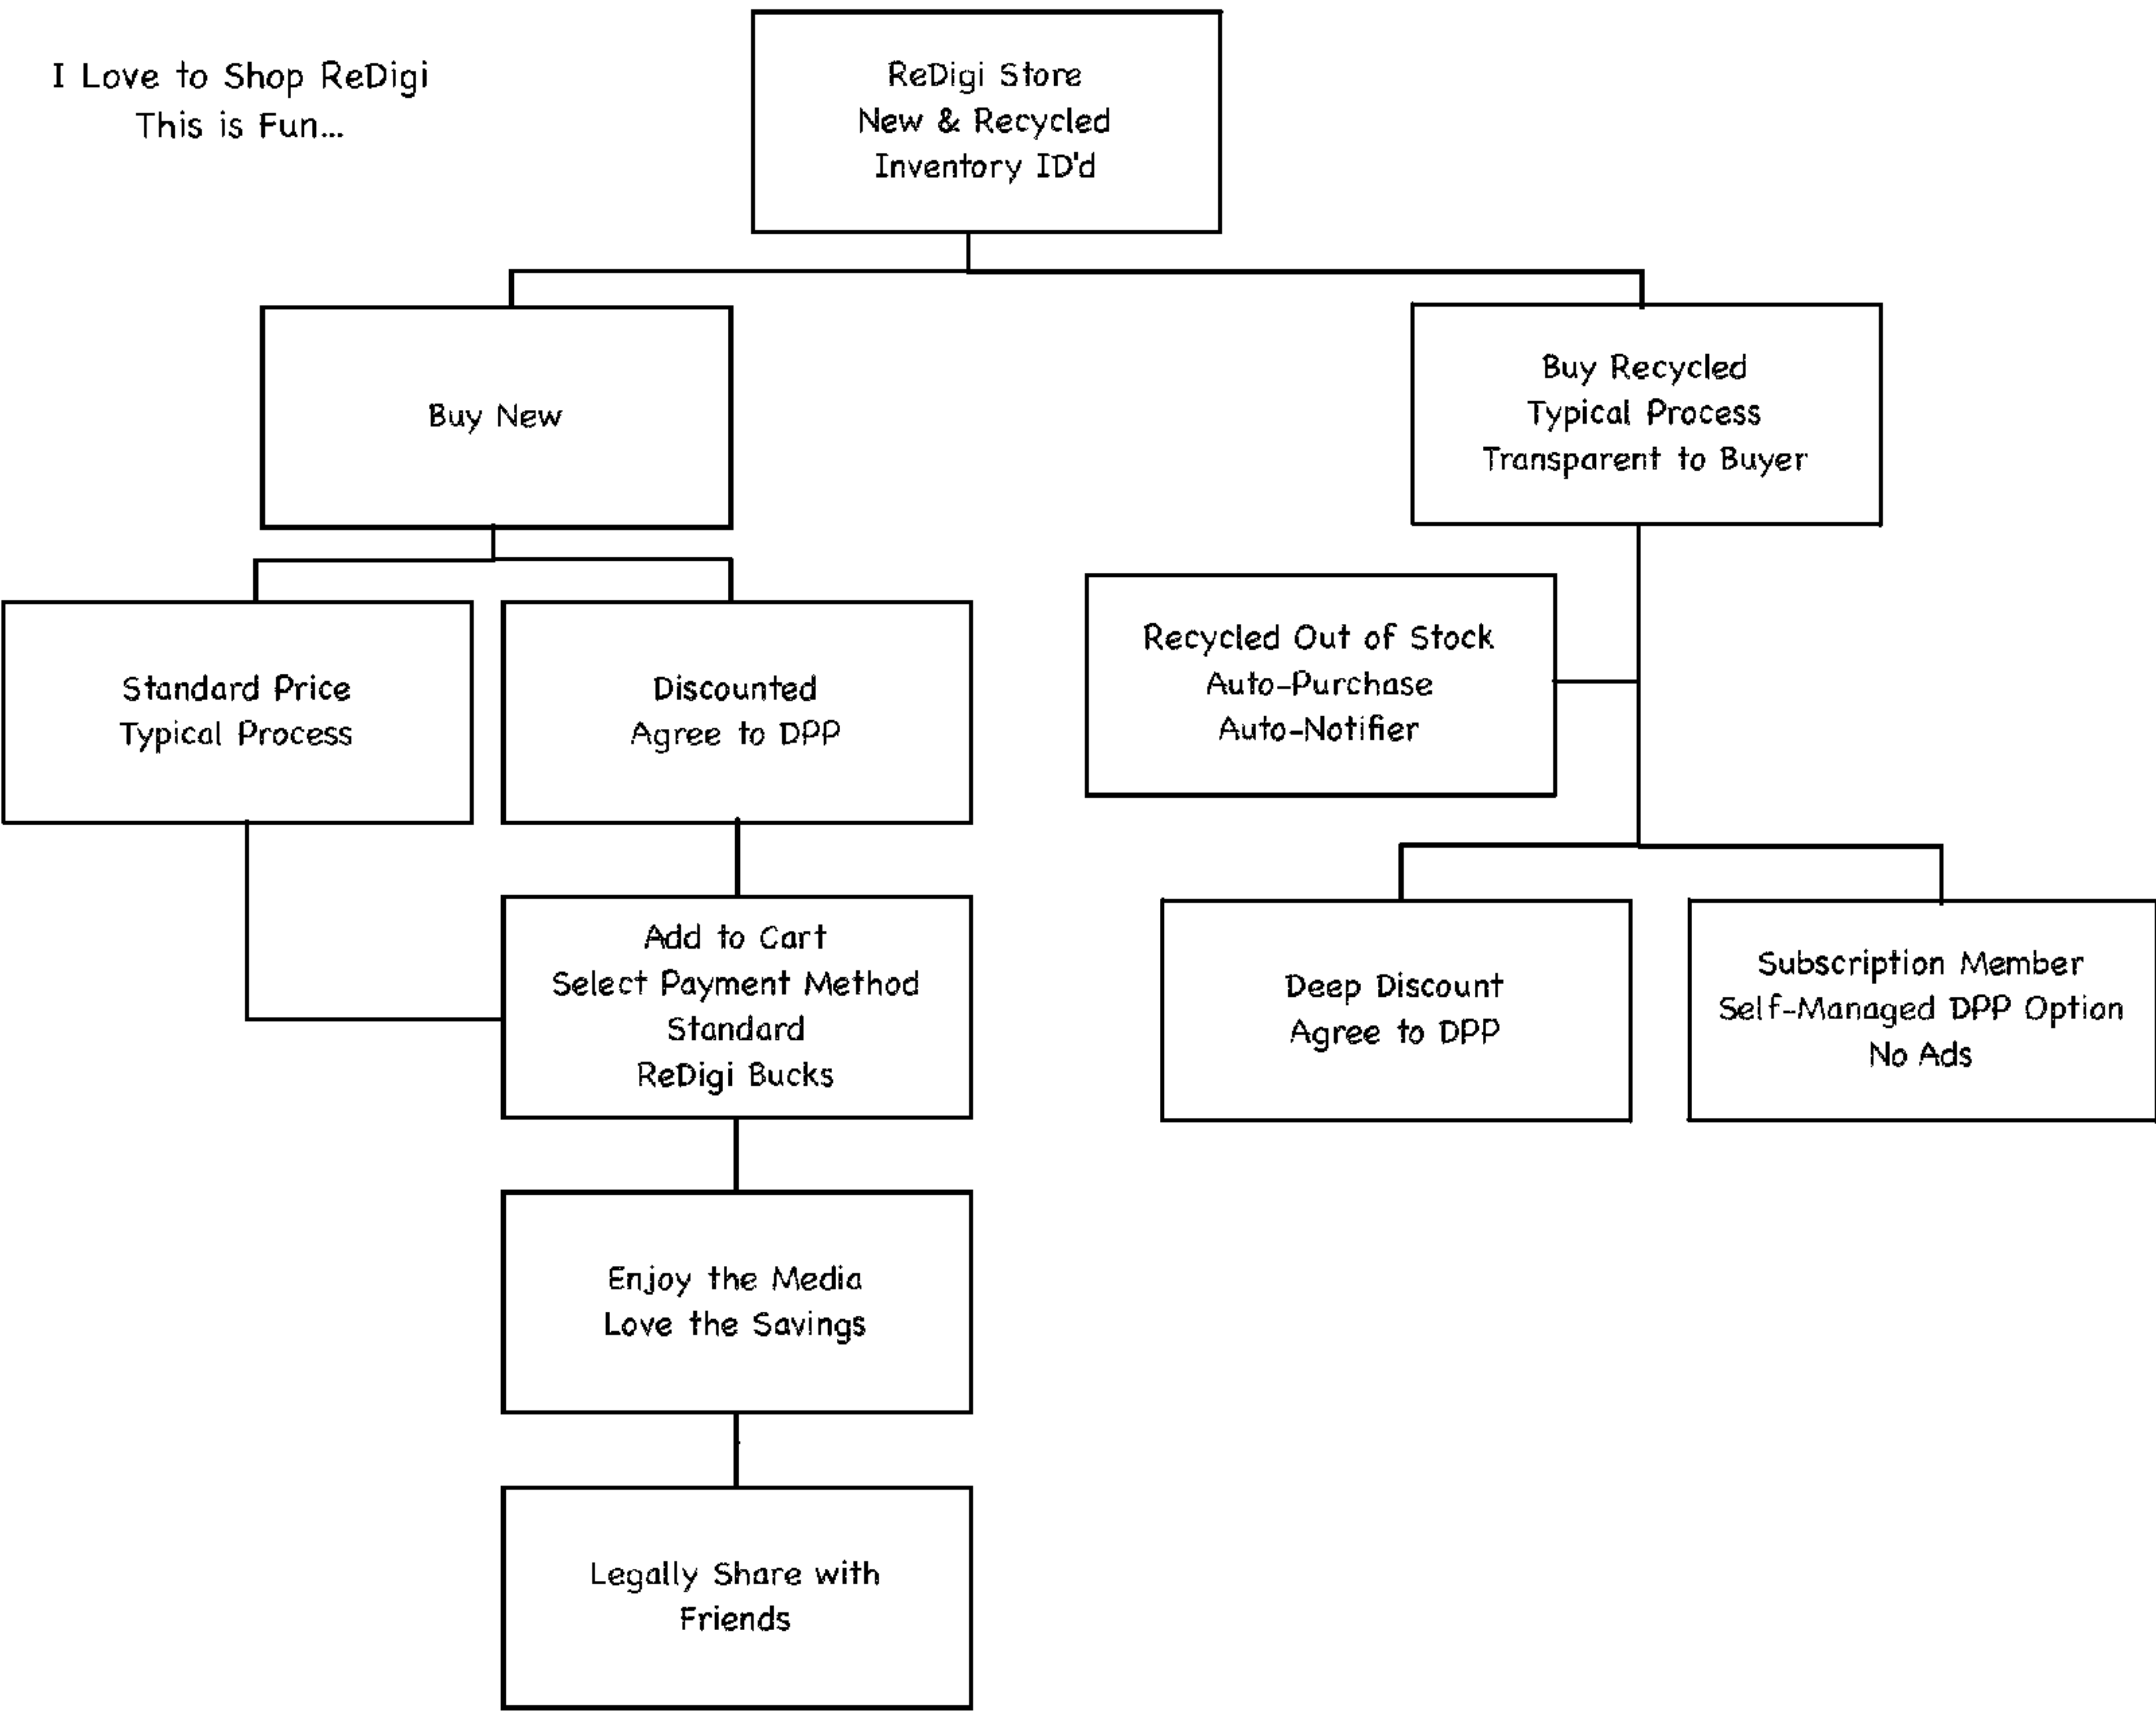 I Love to Shop ReDigi
This is Fun...
ReDigi Store
New & Recycled
Inventory ID'd
Buy New
Buy Recycled
Typical Process
Transparent to Buyer
Standard Price
Typical Process
Discounted
Agree to DPP
Recycled Out of Stock
Auto-Purchase
Auto-Notifier
Add to Cart
Select Payment Method
Standard
ReDigi Bucks
Deep Discount
Agree to DPP
Subscription Member
Self-Managed DPP Option
No Ads
Enjoy the Media
Love the Savings
Legally Share with
Friends